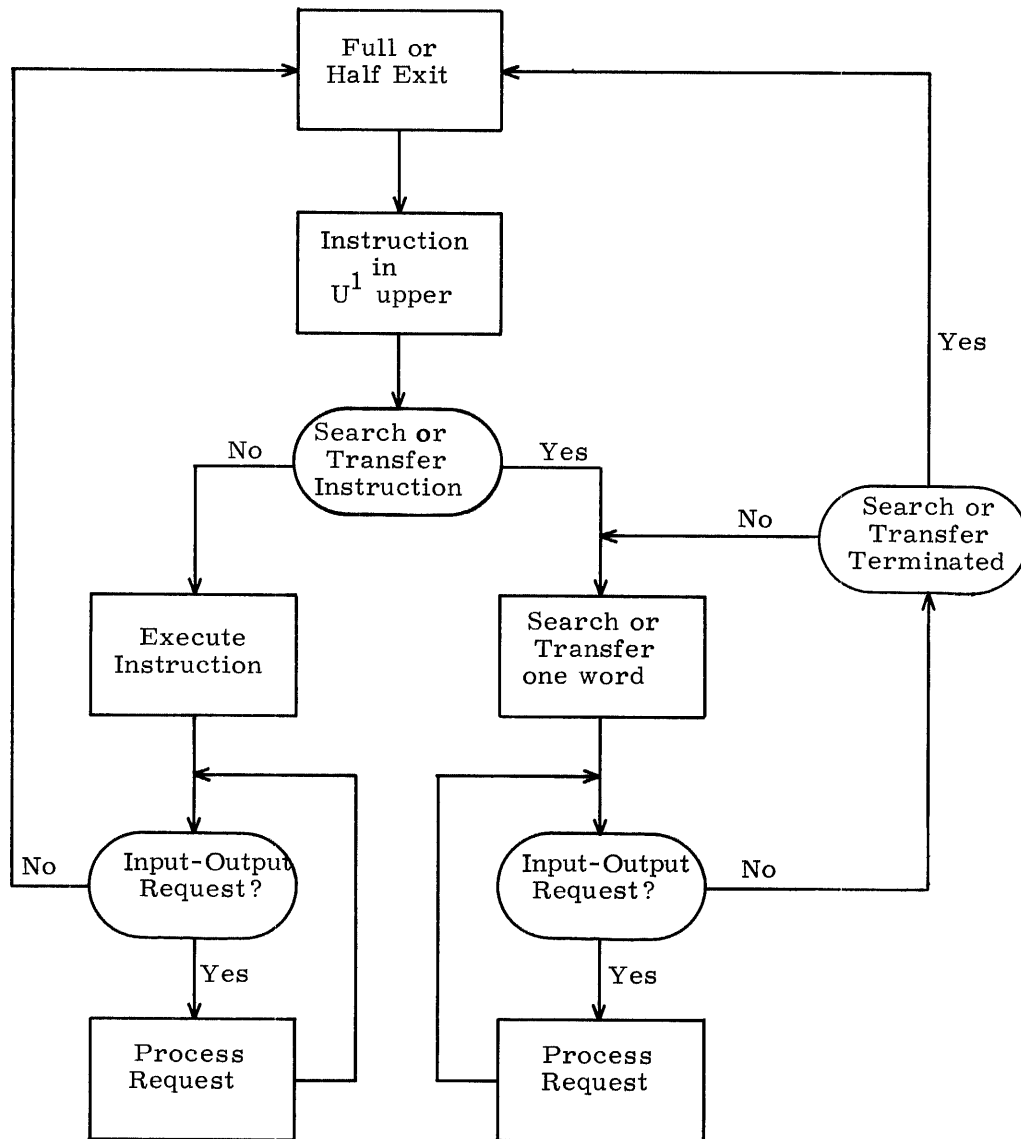 Full or
Half Exit
Instruction
in
U¹ upper
Yes
Search or
Transfer
Instruction
No
Yes
Search or
Transfer
Terminated
No
Execute
Instruction
Search or
Transfer
one word
Input-Output
Request?
No
Input-Output
Request?
No
Yes
Yes
Process
Request
Process
Request